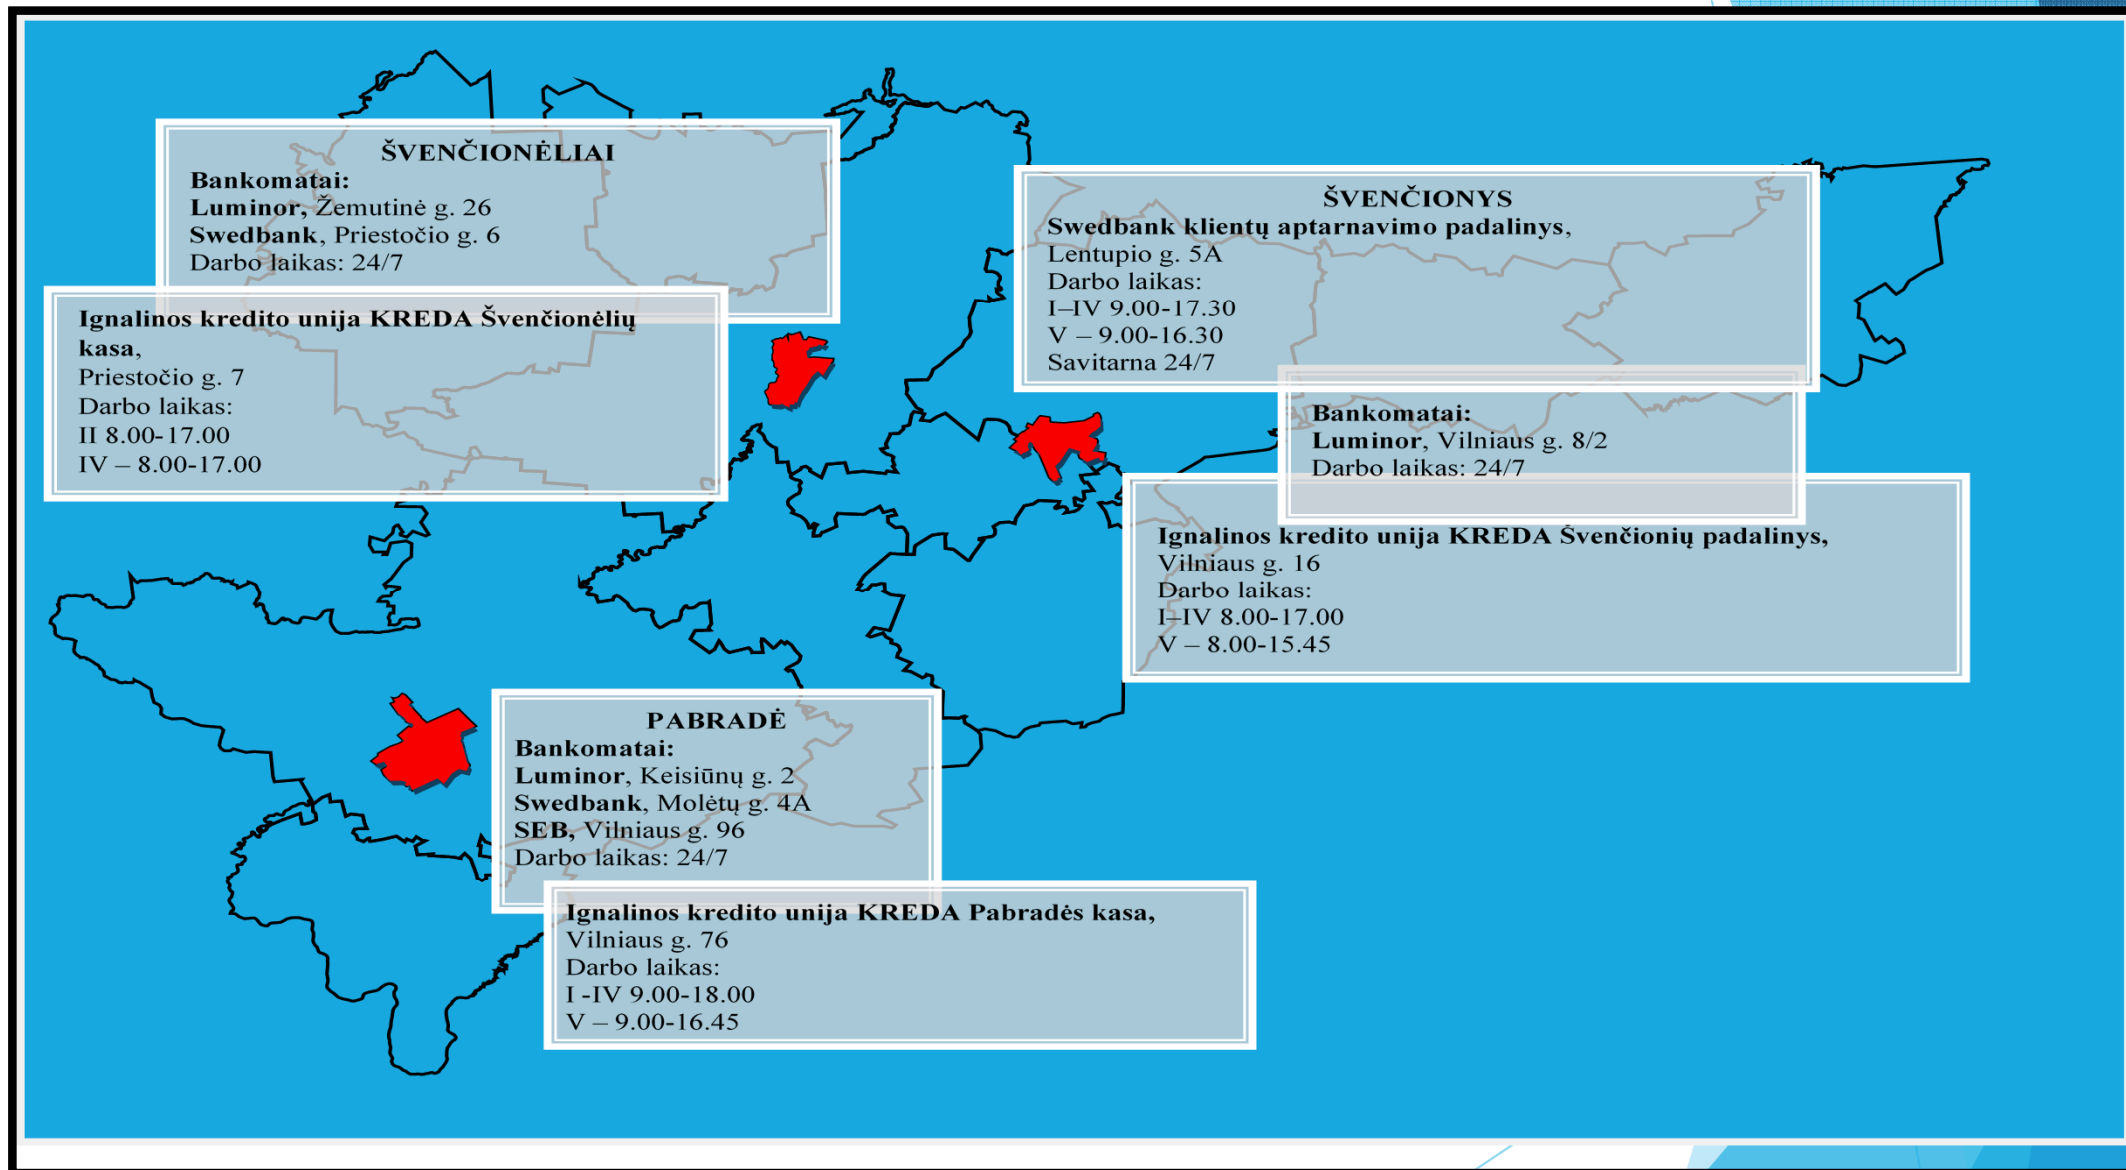 ŠVENČIONĖLIAI
Bankomatai:
Luminor, Žemutinė g. 26
Swedbank, Priestočio g. 6
Darbo laikas: 24/7
Ignalinos kredito unija KREDA Švenčionėlių
kasa,
Priestočio g. 7
Darbo laikas:
II 8.00-17.00
IV – 8.00-17.00
ŠVENČIONYS
Swedbank klientų aptarnavimo padalinys,
Lentupio g. 5A
Darbo laikas:
I–IV 9.00-17.30
V – 9.00-16.30
Savitarna 24/7
Bankomatai:
Luminor, Vilniaus g. 8/2
Darbo laikas: 24/7
Ignalinos kredito unija KREDA Švenčionių padalinys,
Vilniaus g. 16
Darbo laikas:
I–IV 8.00-17.00
V – 8.00-15.45
PABRADĖ
Bankomatai:
Luminor, Keisiūnų g. 2
Swedbank, Molėtų g. 4A
SEB, Vilniaus g. 96
Darbo laikas: 24/7
Ignalinos kredito unija KREDA Pabradės kasa,
Vilniaus g. 76
Darbo laikas:
I -IV 9.00-18.00
V – 9.00-16.45